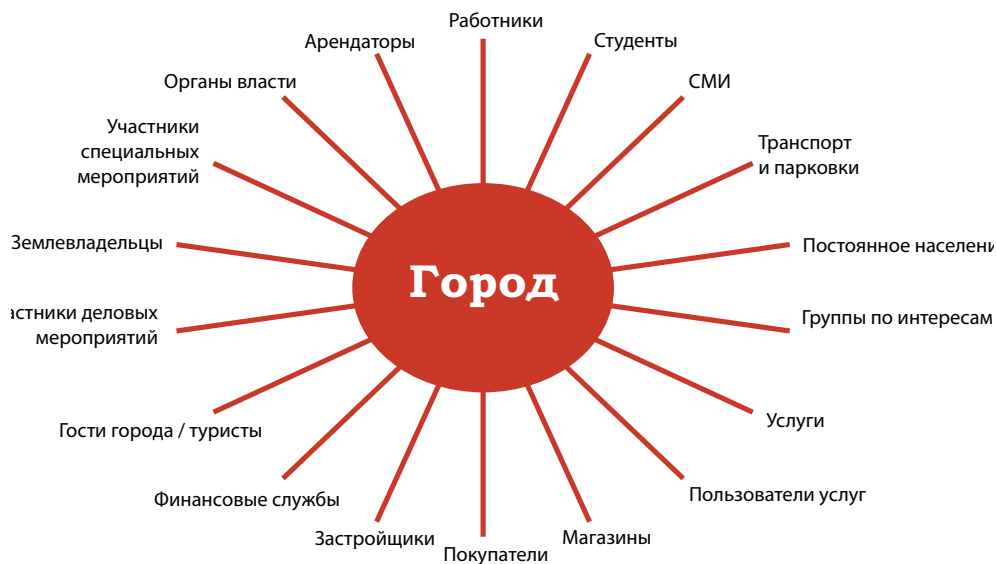 Работники
Арендаторы
Студенты
Органы власти
СМИ
Участники
специальных
мероприятий
Транспорт
и парковки
Землевладельцы
Постоянное населени
Город
астники деловых
мероприятий
Группы по интересам
Гости города / туристы
Услуги
Финансовые службы
Пользователи услуг
Застройщики
Магазины
Покупатели